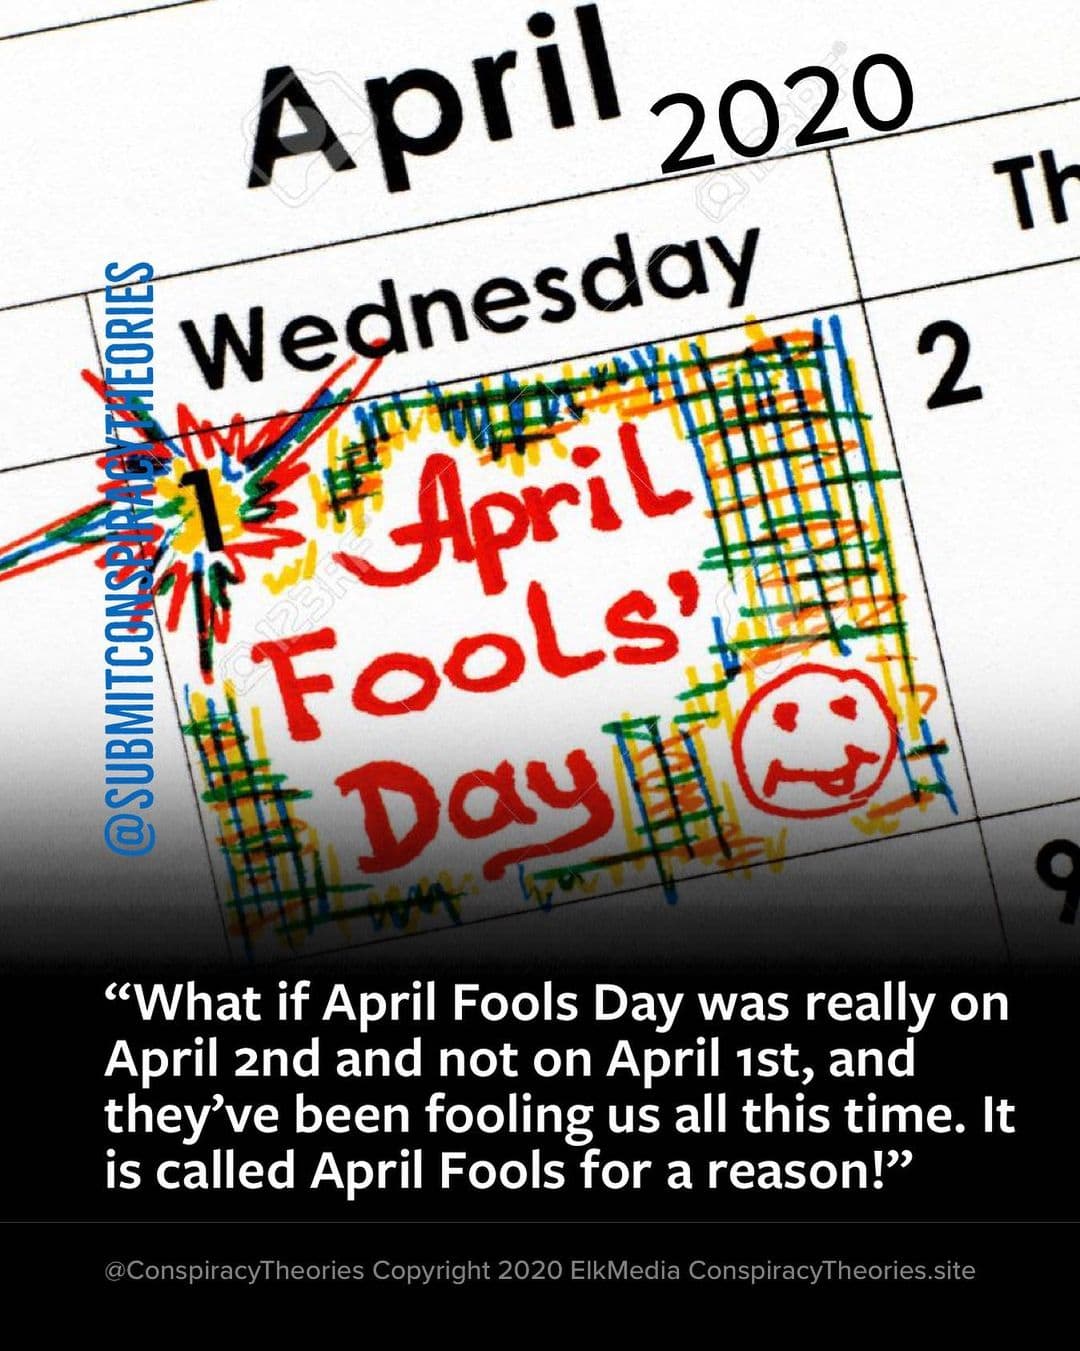 April 2020
Wednesday
Th
1
2
April
Fools'
Day
9
@SUBMITCONSPIRACYTHEORIES
“What if April Fools Day was really on
April 2nd and not on April 1st, and
they’ve been fooling us all this time. It
is called April Fools for a reason!”
@ConspiracyTheories Copyright 2020 ElkMedia ConspiracyTheories.site